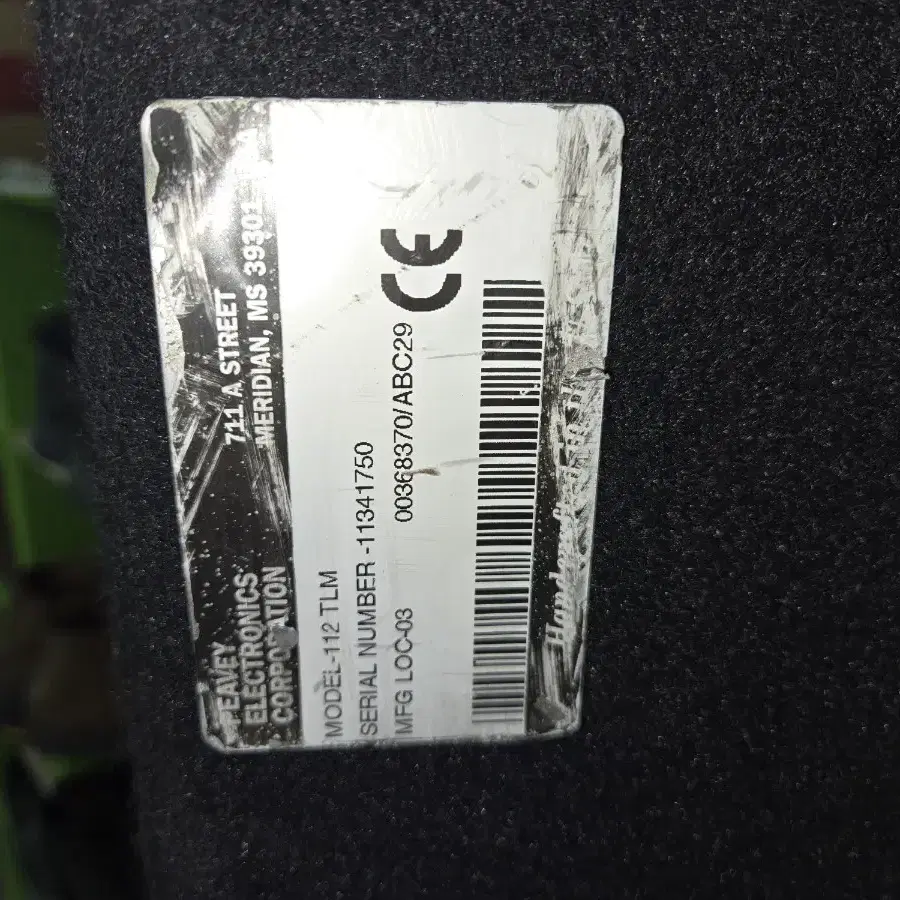 PEAVEY
ELECTRONICS
CORPORATION
711 A STREET
MERIDIAN, MS 39301
MODEL-112 TLM
SERIAL NUMBER -11341750
MFG LOC-03 00368370/ABC29
CE